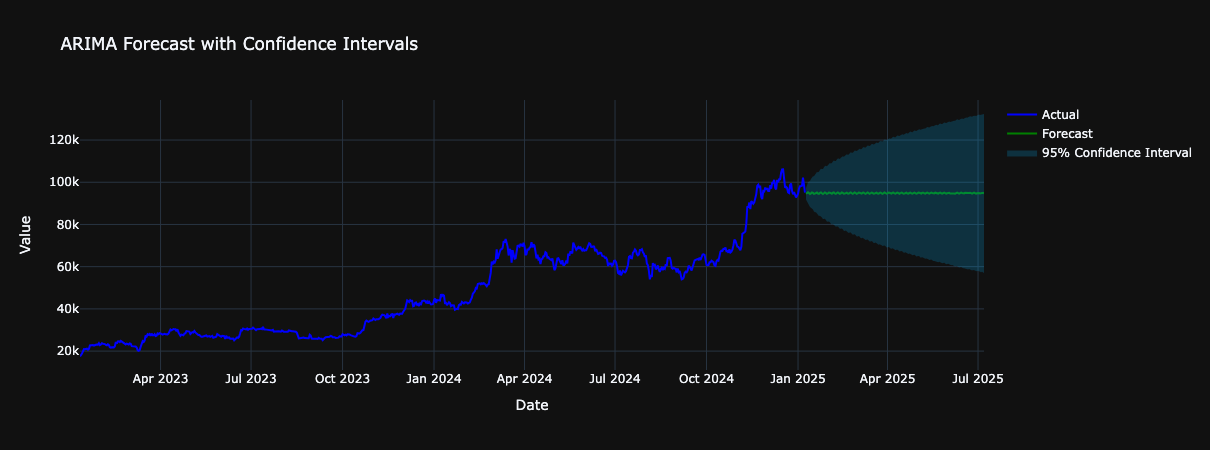 ARIMA Forecast with Confidence Intervals
Actual
Forecast
95% Confidence Interval
120k
100k
80k
60k
40k
20k
Value
Apr 2023
Jul 2023
Oct 2023
Jan 2024
Apr 2024
Jul 2024
Oct 2024
Jan 2025
Apr 2025
Jul 2025
Date